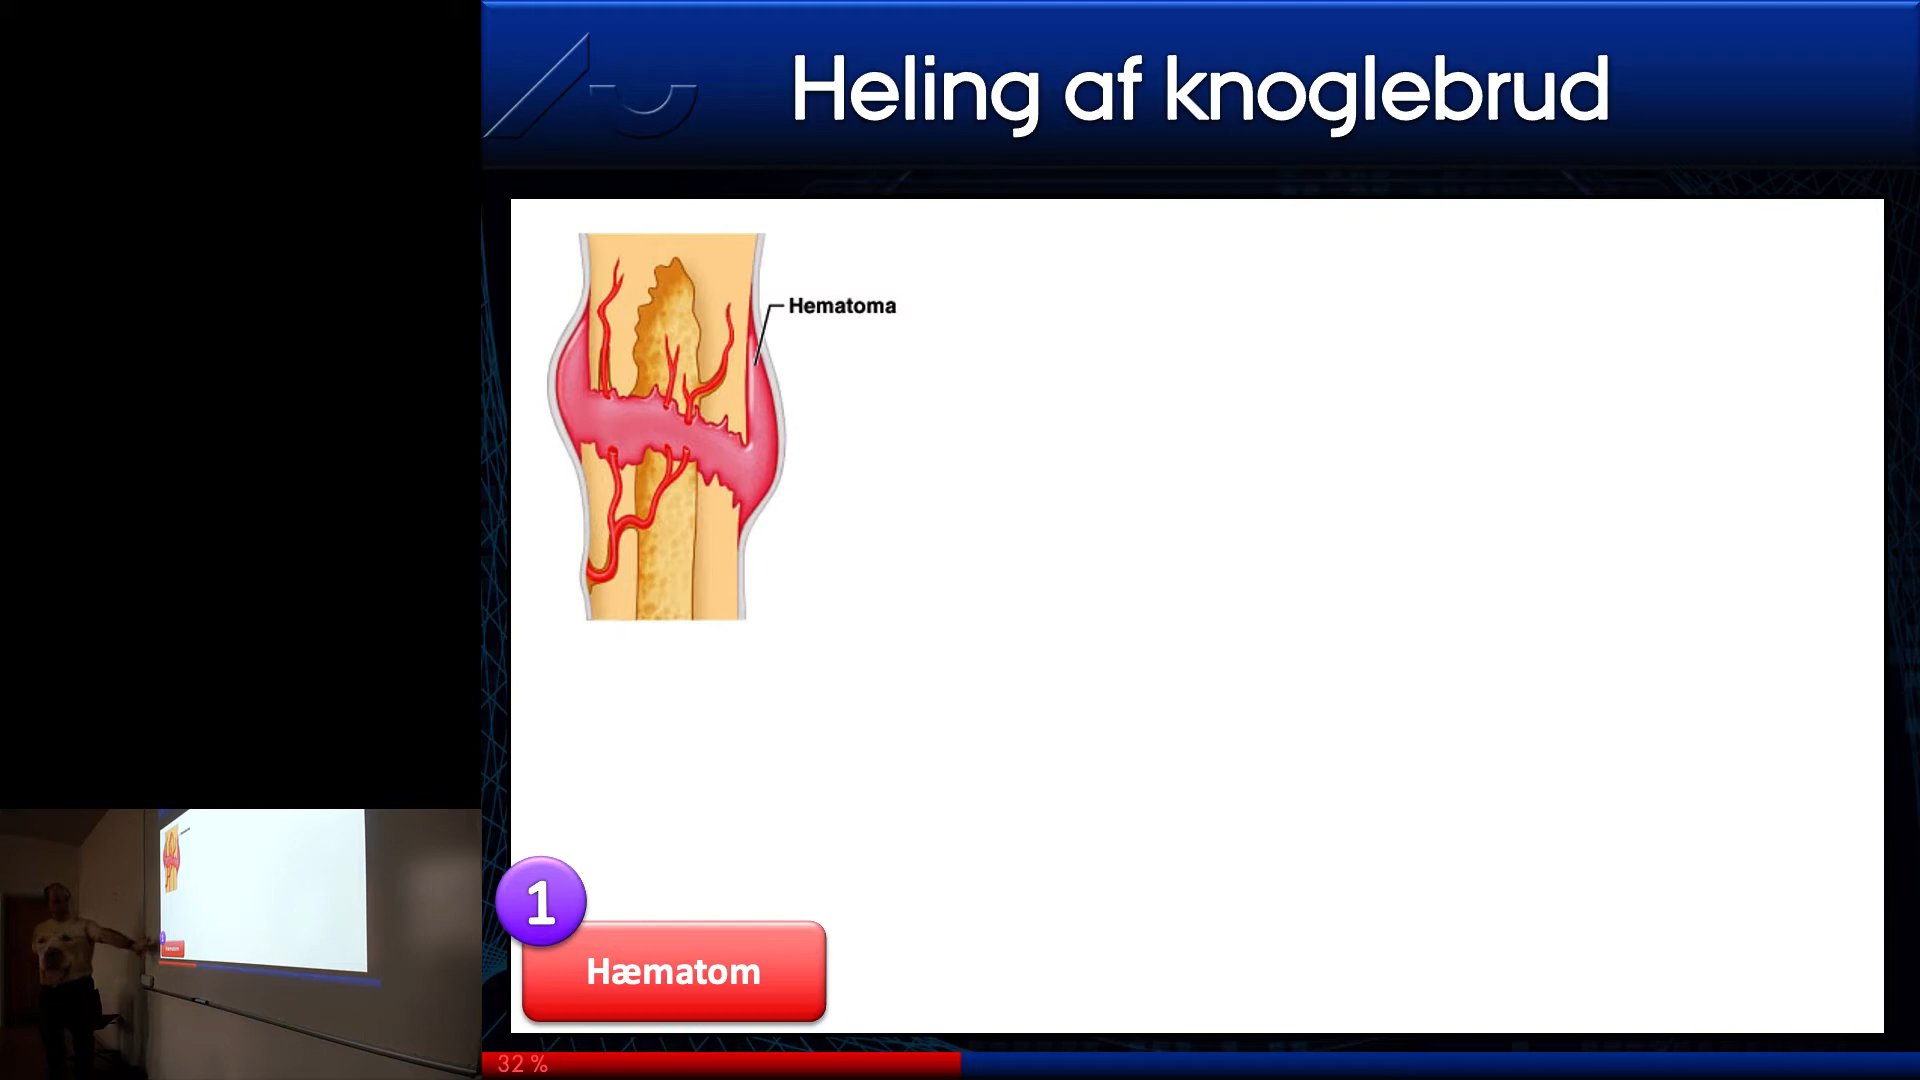 Heling af knoglebrud
Hematoma
1
Hæmatom
32 %